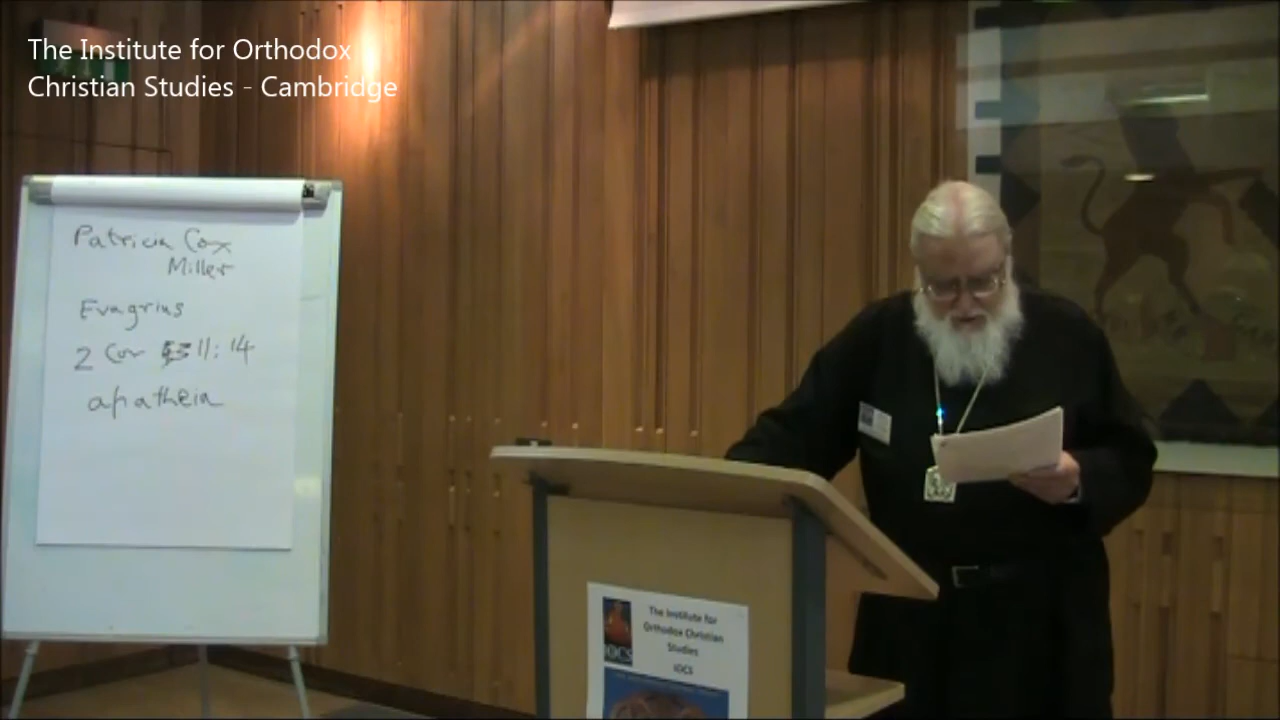 The Institute for Orthodox
Christian Studies - Cambridge
Patricia Cox
Miller
Evagrius
2 Cor 11:14
apatheia
The Institute for
Orthodox Christian
Studies
IOCS
IOCS